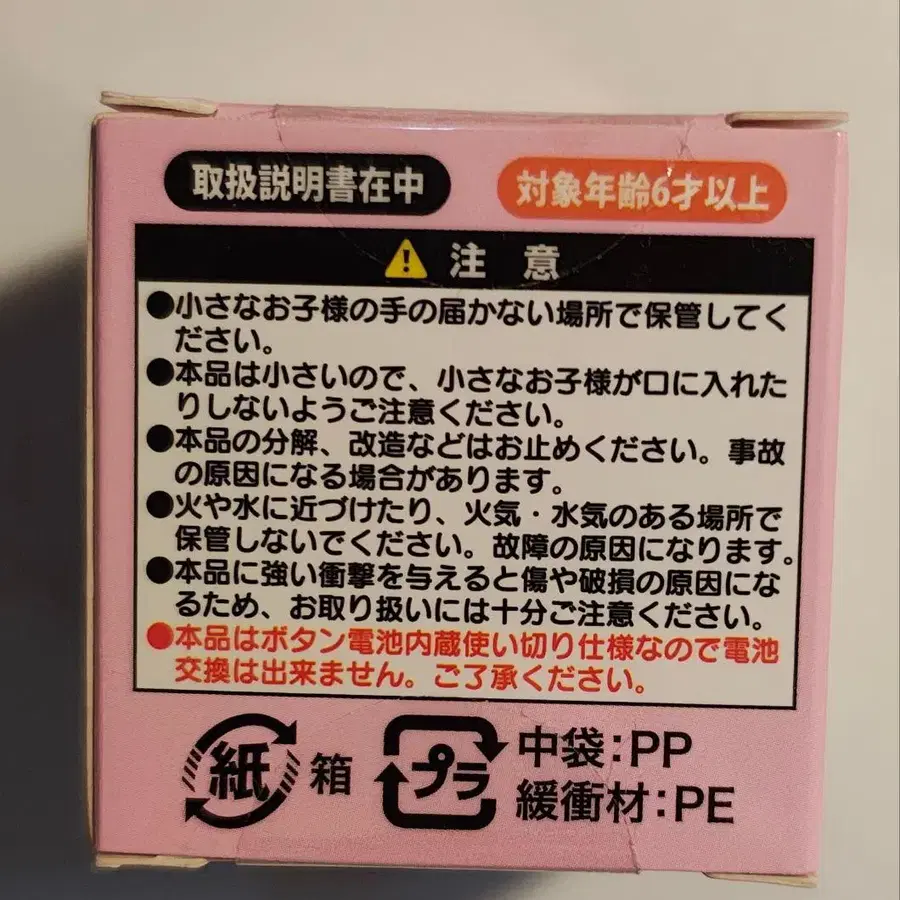 取扱説明書在中
対象年齢6才以上
注 意
●小さなお子様の手の届かない場所で保管してく
ださい。
●本品は小さいので、小さなお子様が口に入れた
りしないようご注意ください。
●本品の分解、改造などはお止めください。事故
の原因になる場合があります。
●火や水に近づけたり、火気・水気のある場所で
保管しないでください。故障の原因になります。
●本品に強い衝撃を与えると傷や破損の原因にな
るため、お取り扱いには十分ご注意ください。
●本品はボタン電池内蔵使い切り仕様なので電池
交換は出来ません。ご了承ください。
紙 箱
プラ 中袋:PP
緩衝材:PE